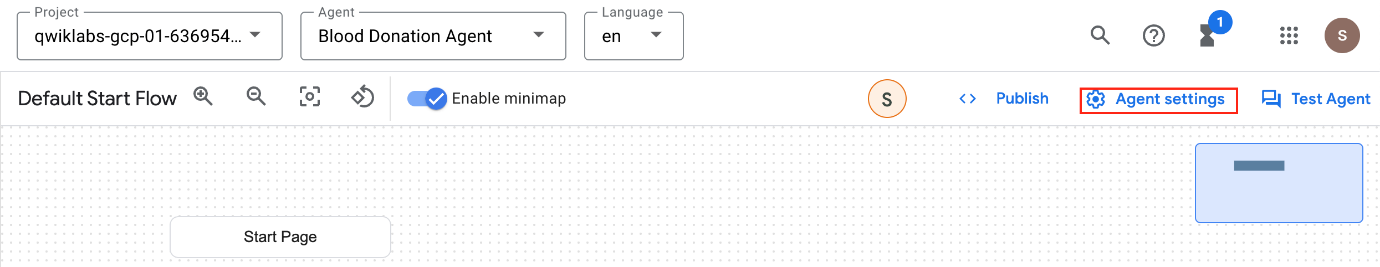 Project
qwiklabs-gcp-01-636954...
Agent
Blood Donation Agent
Language
en
1
S
Default Start Flow
Enable minimap
S
Publish
Agent settings
Test Agent
Start Page